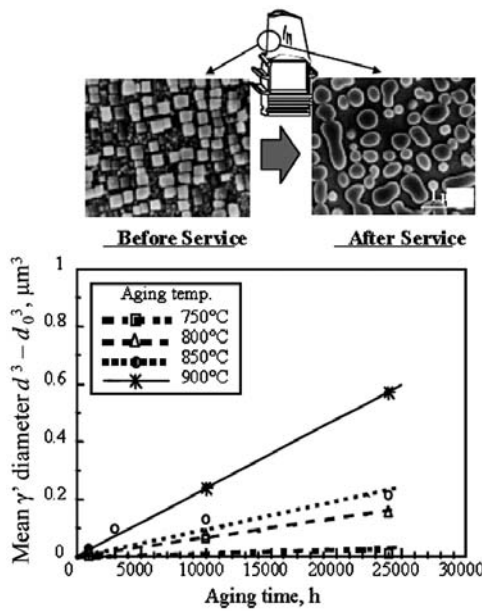 Before Service
After Service
1
0.8
0.6
0.4
0.2
0
Mean γ' diameter d³ – d₀³, μm³
Aging temp.
750°C
800°C
850°C
900°C
0 5000 10000 15000 20000 25000 30000
Aging time, h